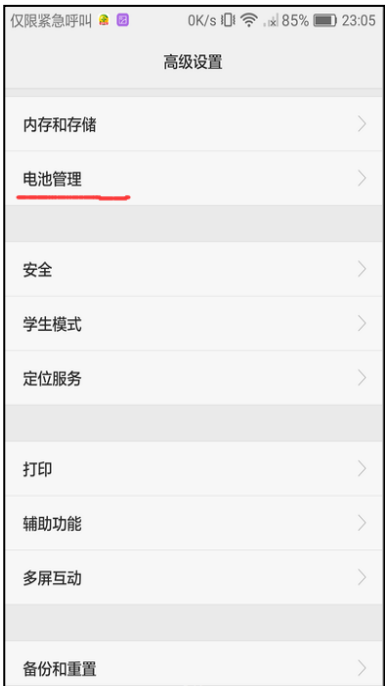 仅限紧急呼叫 0K/s 85% 23:05
高级设置
内存和存储
电池管理
安全
学生模式
定位服务
打印
辅助功能
多屏互动
备份和重置